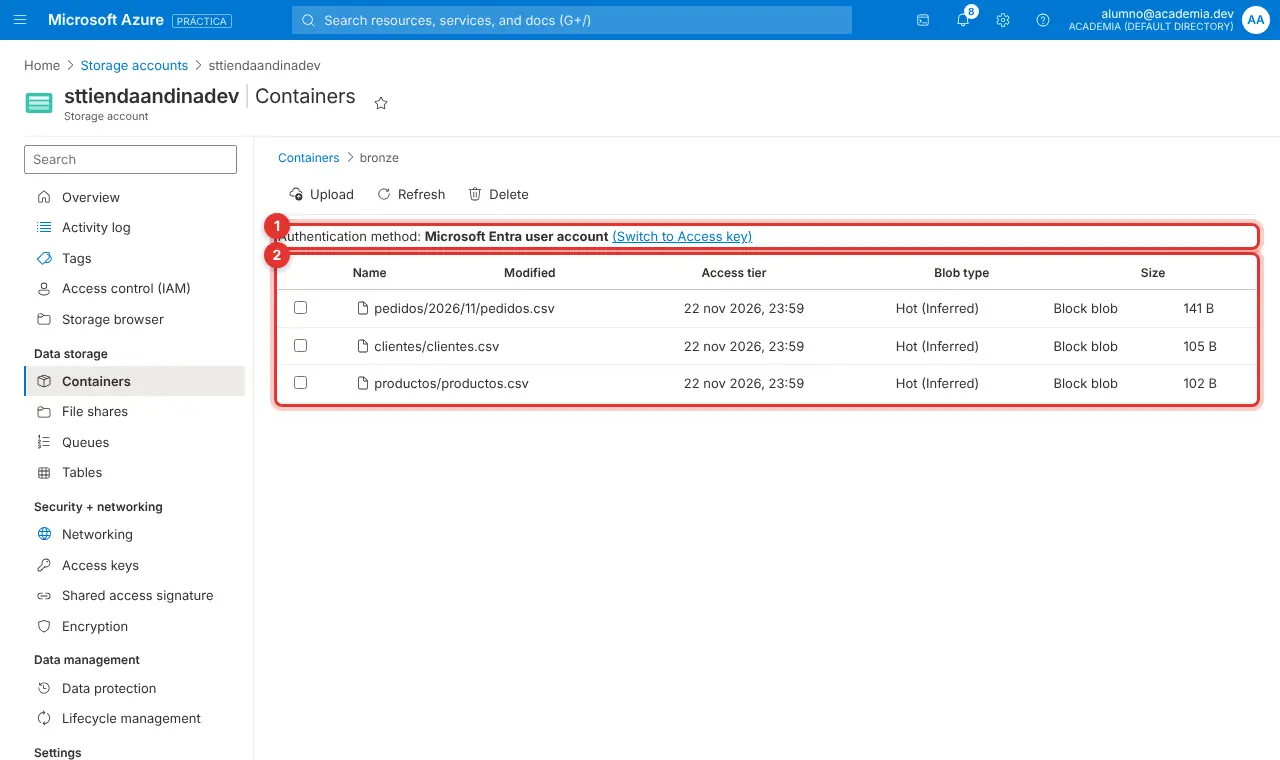 Microsoft Azure PRÁCTICA
Search resources, services, and docs (G+/)
8
alumno@academia.dev
ACADEMIA (DEFAULT DIRECTORY)
AA
Home > Storage accounts > sttiendaandinadev
sttiendaandinadev | Containers
Storage account
Search
Overview
Activity log
Tags
Access control (IAM)
Storage browser
Data storage
Containers
File shares
Queues
Tables
Security + networking
Networking
Access keys
Shared access signature
Encryption
Data management
Data protection
Lifecycle management
Settings
Containers > bronze
Upload Refresh Delete
1
Authentication method: Microsoft Entra user account (Switch to Access key)
2
Name Modified Access tier Blob type Size
pedidos/2026/11/pedidos.csv 22 nov 2026, 23:59 Hot (Inferred) Block blob 141 B
clientes/clientes.csv 22 nov 2026, 23:59 Hot (Inferred) Block blob 105 B
productos/productos.csv 22 nov 2026, 23:59 Hot (Inferred) Block blob 102 B